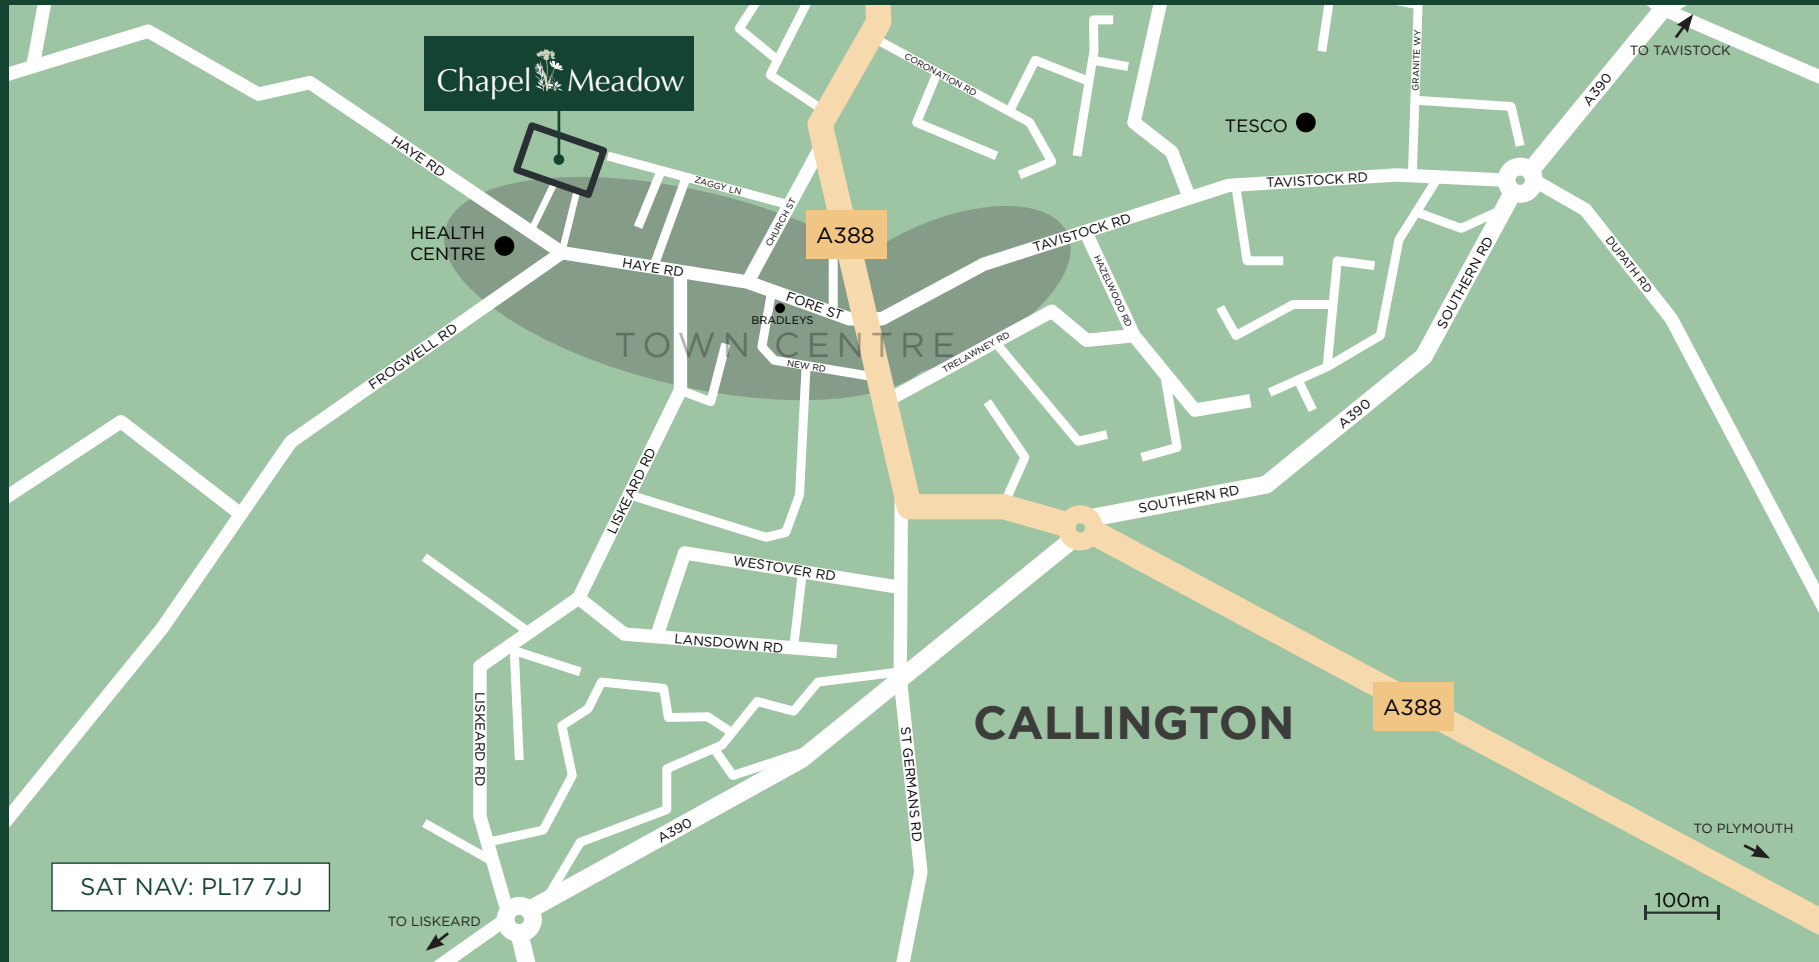 TO TAVISTOCK
GRANITE WY
A390
CORONATION RD
Chapel Meadow
TESCO
HAYE RD
ZAGGY LN
TAVISTOCK RD
CHURCH ST
A388
TAVISTOCK RD
HEALTH
CENTRE
HAYE RD
HAZELWOOD RD
SOUTHERN RD
DUPATH RD
FORE ST
BRADLEYS
TOWN CENTRE
TRELAWNEY RD
NEW RD
FROGWELL RD
A390
LISKEARD RD
SOUTHERN RD
WESTOVER RD
LANSDOWN RD
CALLINGTON
A388
LISKEARD RD
ST GERMANS RD
A390
TO PLYMOUTH
SAT NAV: PL17 7JJ
100m
TO LISKEARD